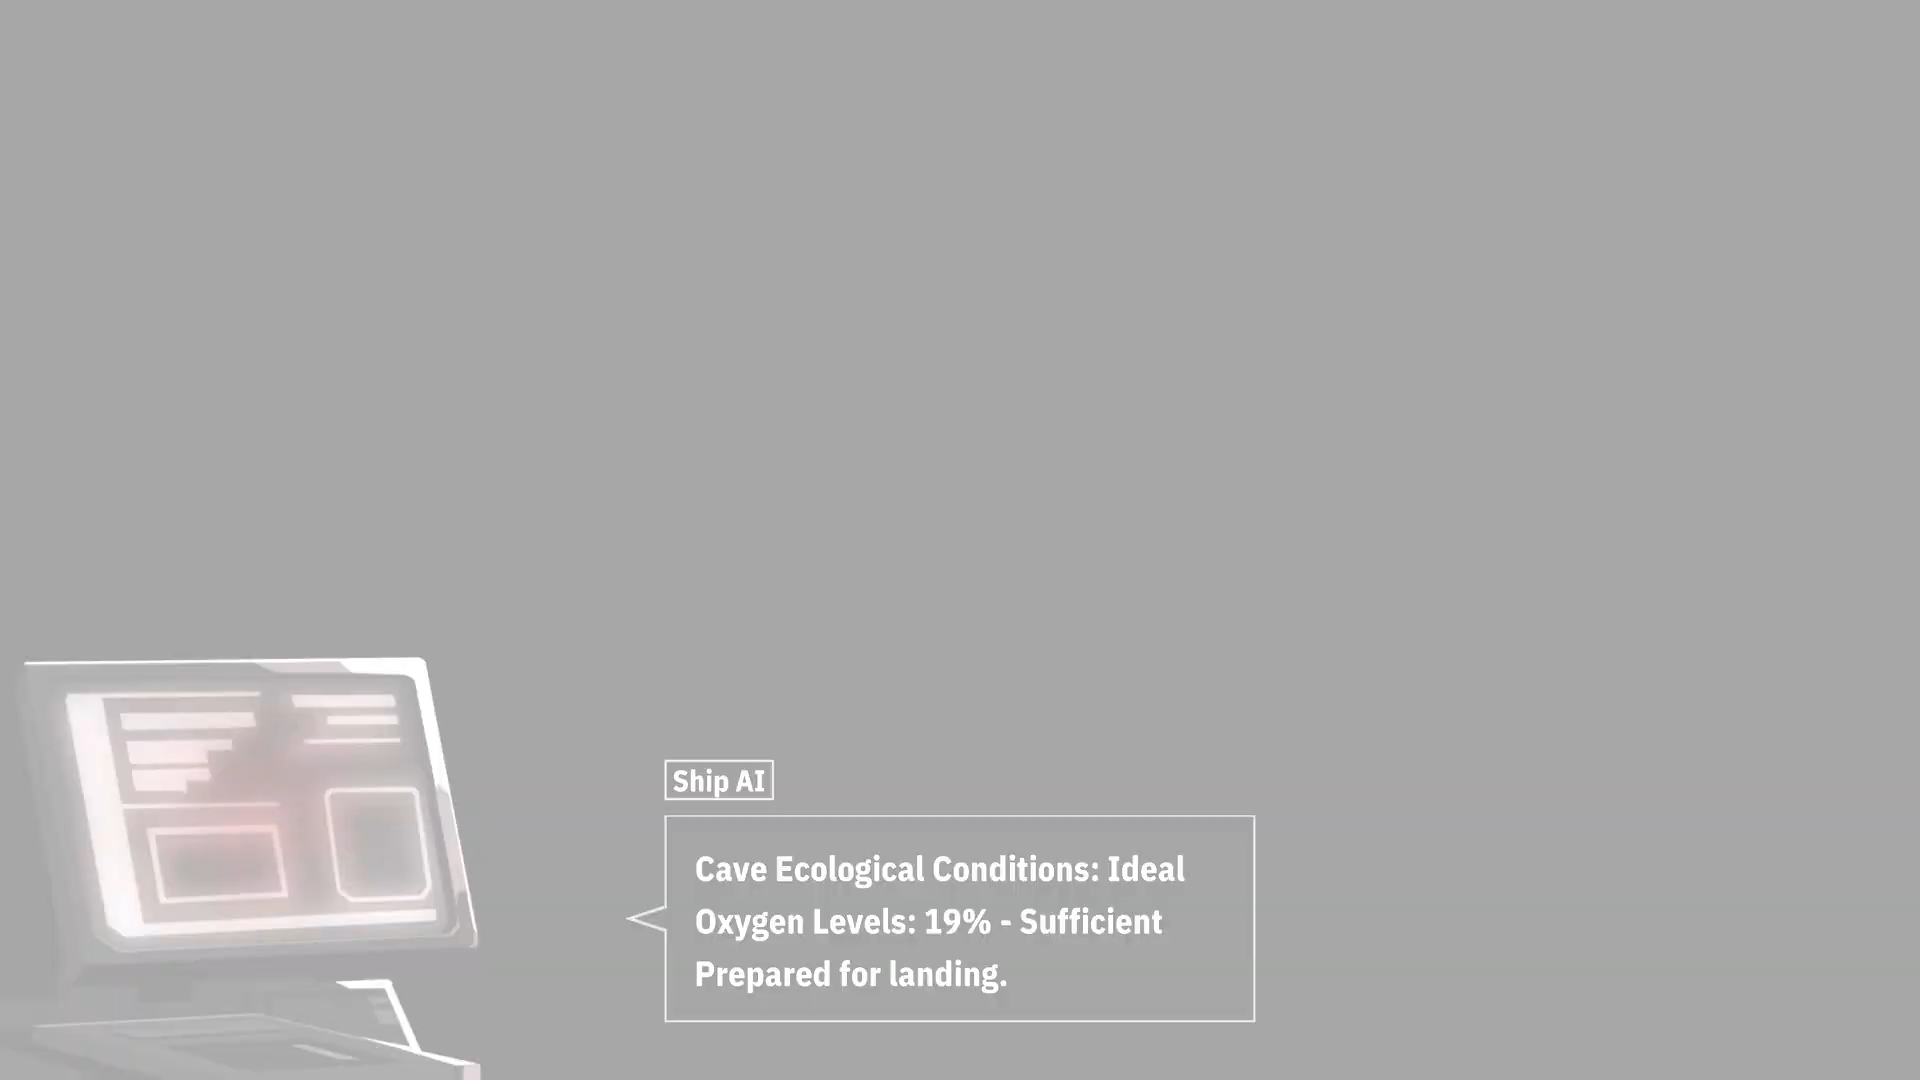 Ship AI
Cave Ecological Conditions: Ideal
Oxygen Levels: 19% - Sufficient
Prepared for landing.